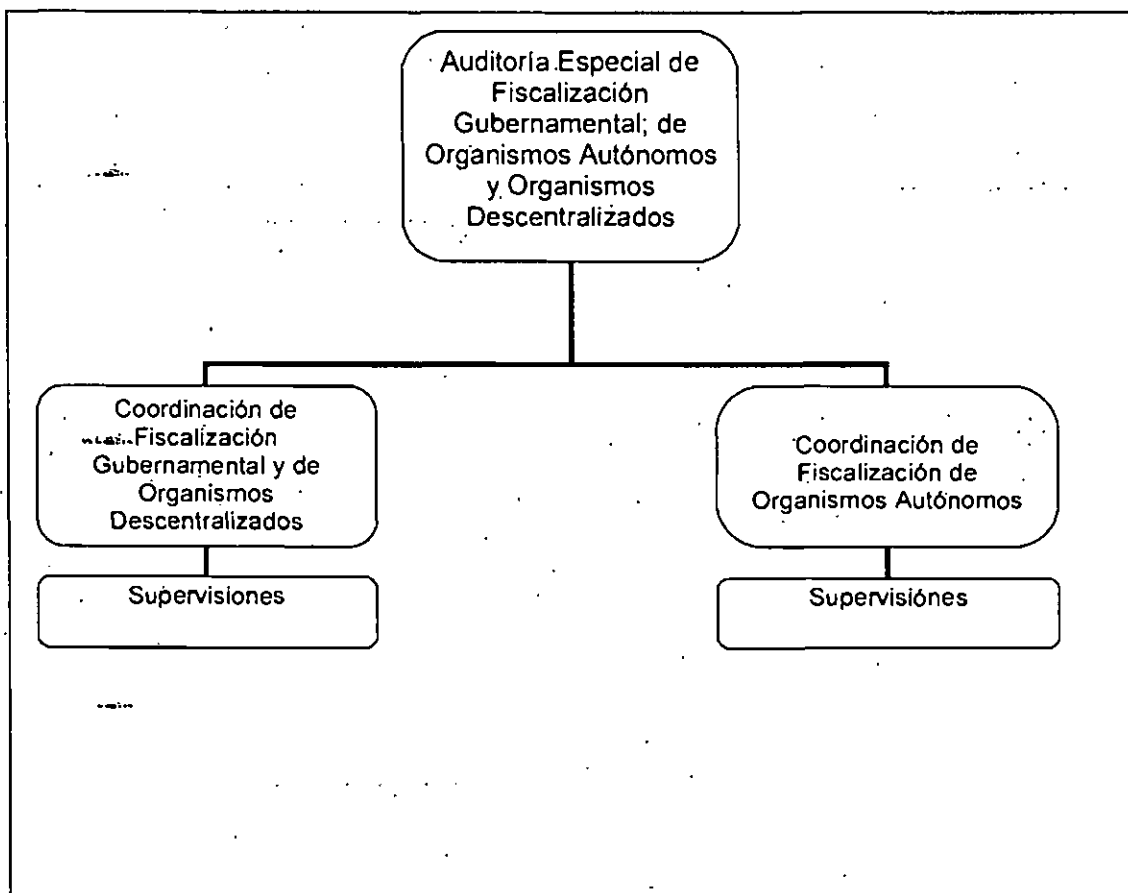 Auditoría Especial de
Fiscalización
Gubernamental; de
Organismos Autónomos
y Organismos
Descentralizados
Coordinación de
Fiscalización
Gubernamental y de
Organismos
Descentralizados
Coordinación de
Fiscalización de
Organismos Autónomos
Supervisiones
Supervisiónes